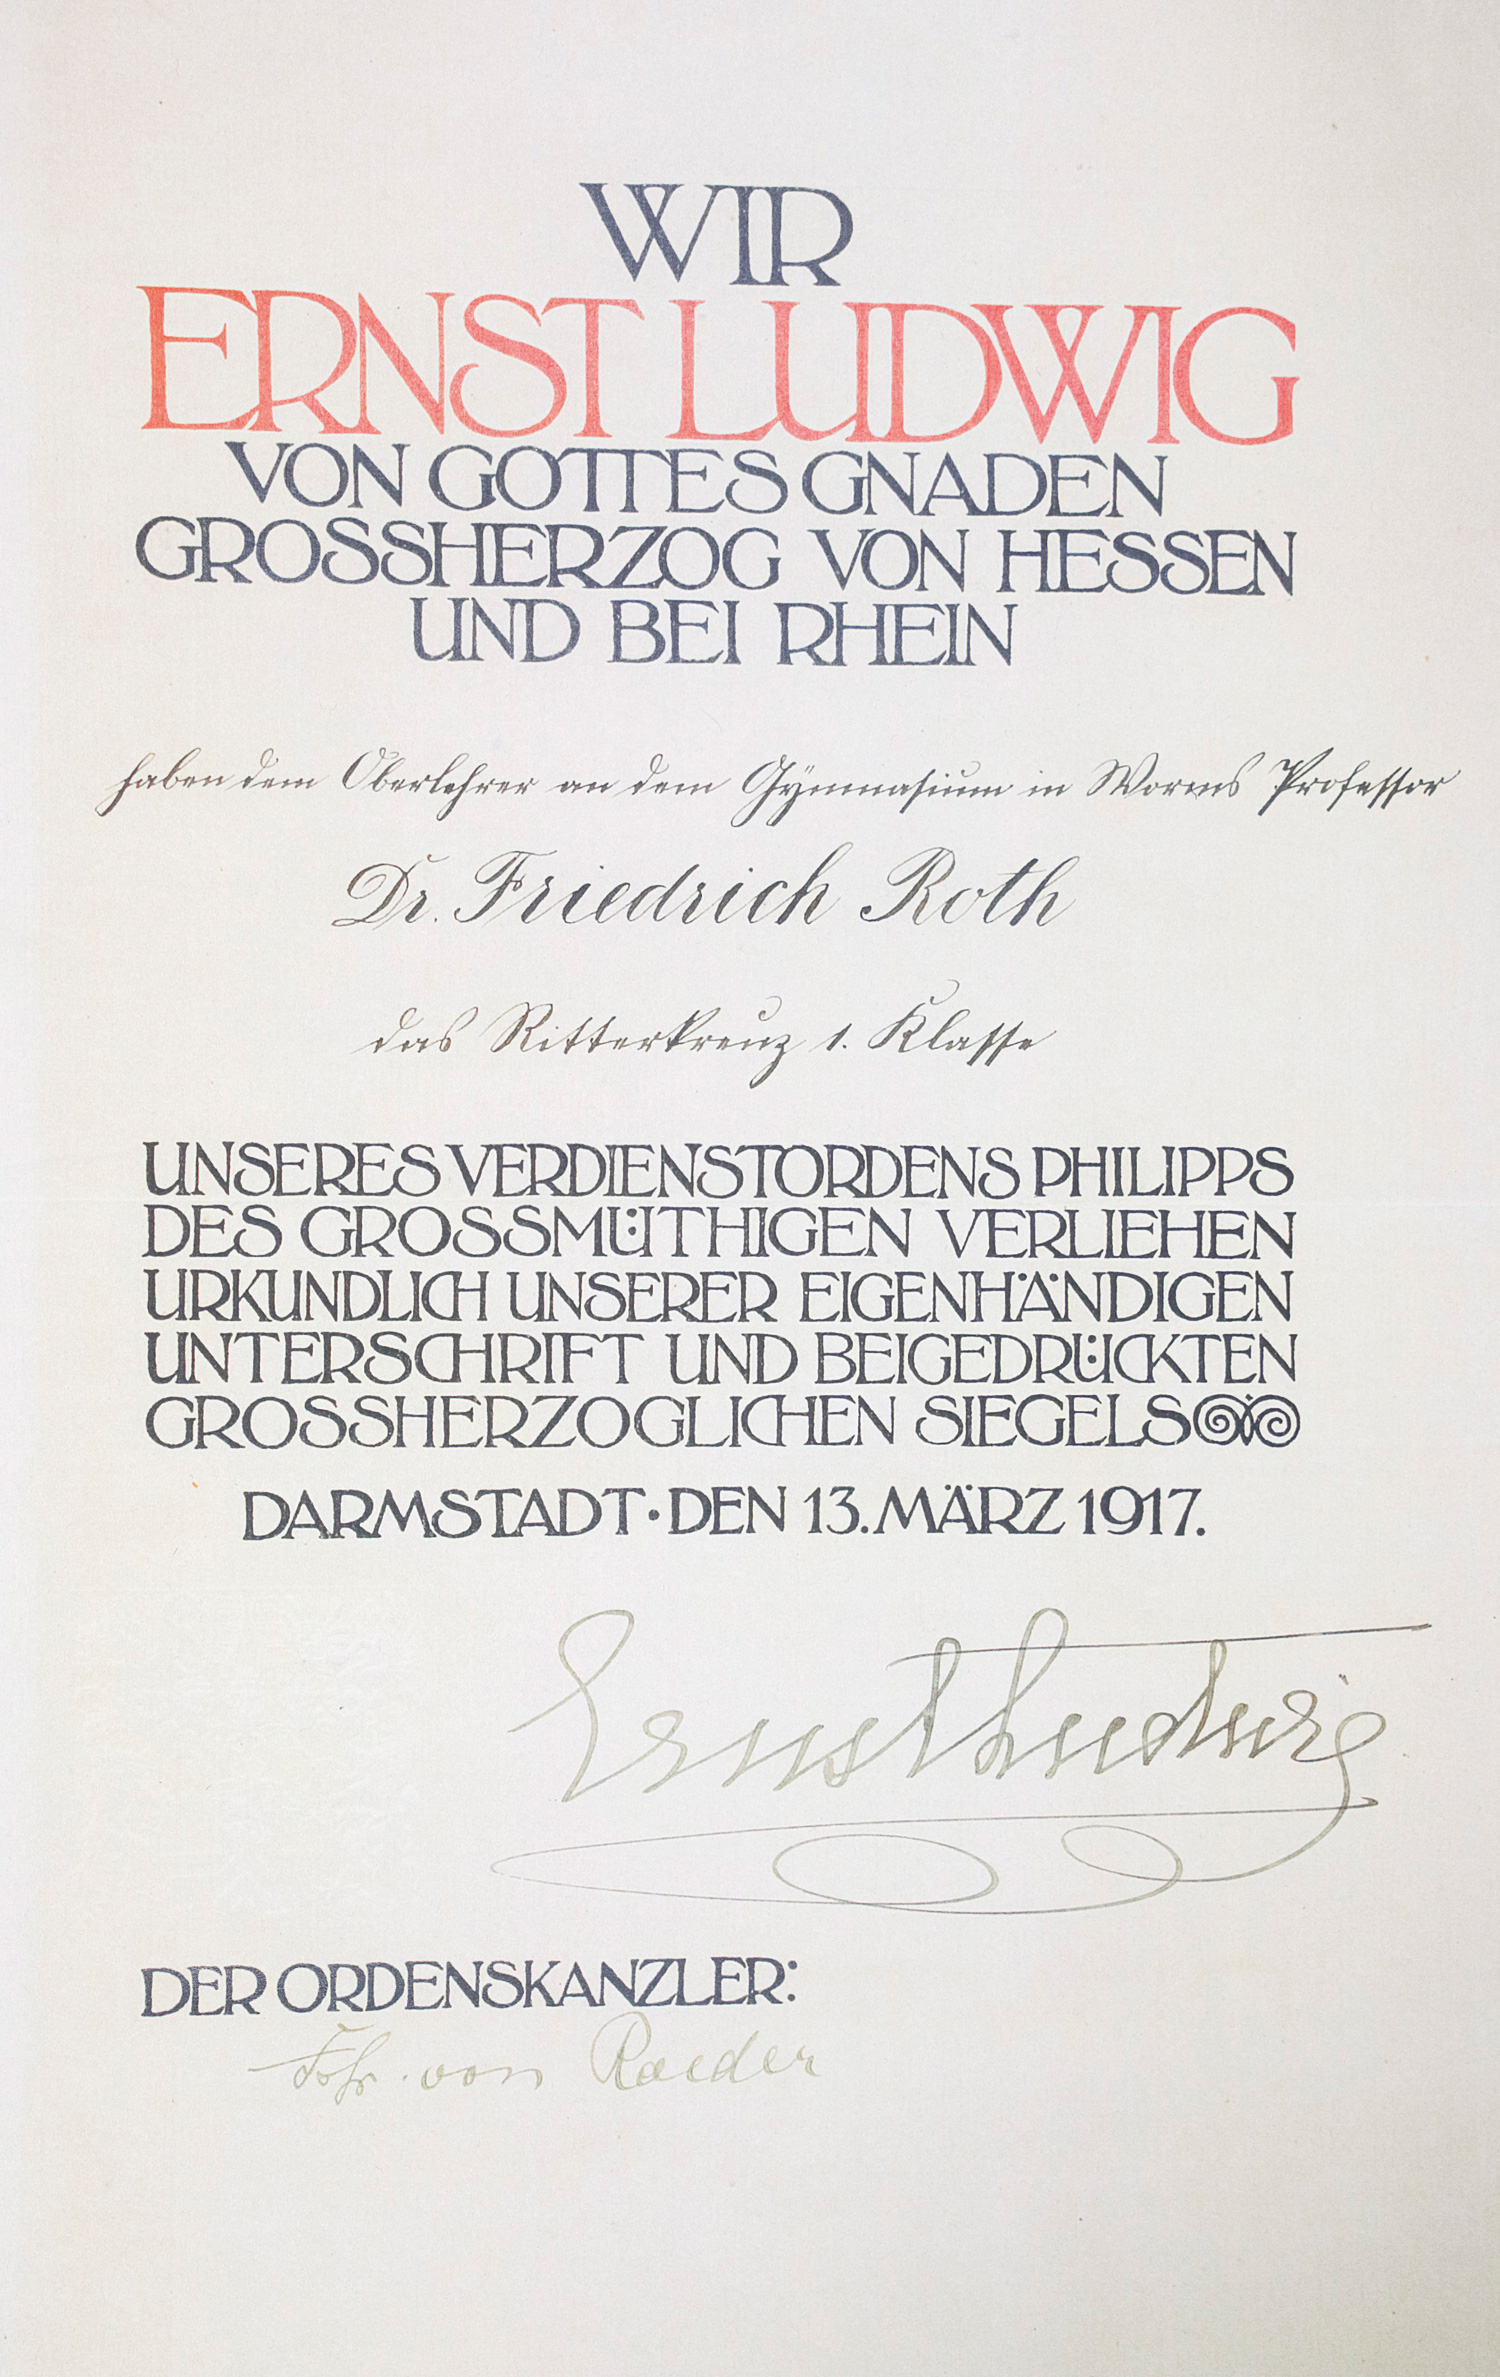 WIR
ERNST LUDWIG
VON GOTTES GNADEN
GROSSHERZOG VON HESSEN
UND BEI RHEIN
haben dem Oberlehrer an dem Gymnasium in Worms Professor
Dr. Friedrich Roth
das Ritterkreuz 1. Klasse
UNSERES VERDIENSTORDENS PHILIPPS
DES GROSSMÜTHIGEN VERLIEHEN
URKUNDLICH UNSERER EIGENHÄNDIGEN
UNTERSCHRIFT UND BEIGEDRÜCKTEN
GROSSHERZOGLICHEN SIEGELS
DARMSTADT · DEN 13. MÄRZ 1917.
Ernst Ludwig
DER ORDENSKANZLER:
Frhr. von Roeder